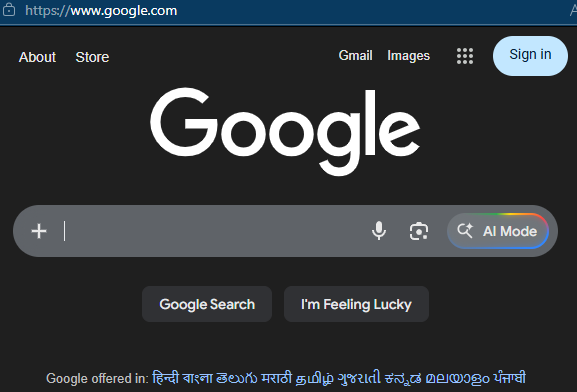 https://www.google.com
About Store Gmail Images Sign in
Google
AI Mode
Google Search I'm Feeling Lucky
Google offered in: हिन्दी বাংলা తెలుగు मराठी தமிழ் ગુજરાતી ಕನ್ನಡ മലയാളം ਪੰਜਾਬੀ